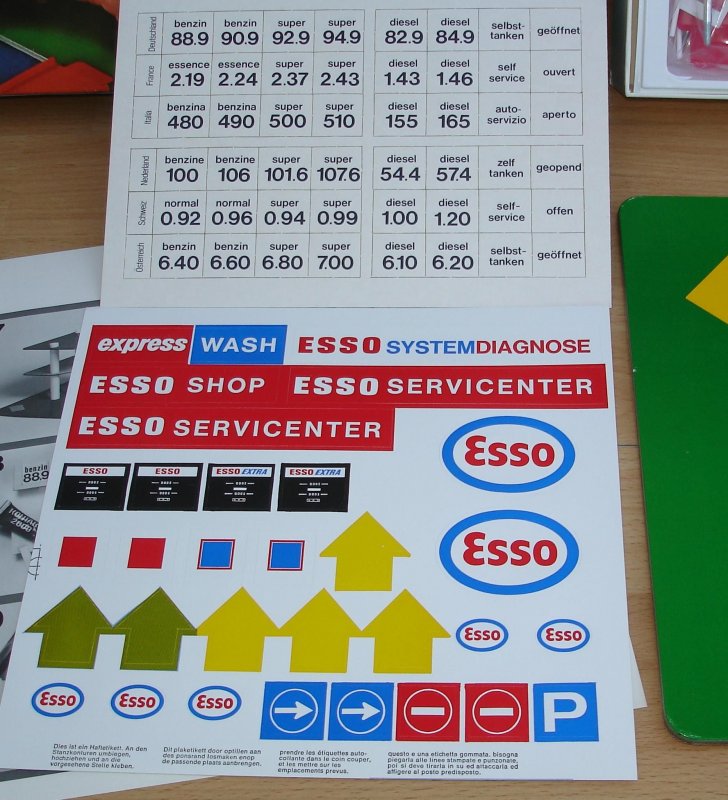 Deutschland
benzin benzin super super diesel diesel selbst- geöffnet
88.9 90.9 92.9 94.9 82.9 84.9 tanken
France
essence essence super super diesel diesel self ouvert
2.19 2.24 2.37 2.43 1.43 1.46 service
Italia
benzina benzina super super diesel diesel auto- aperto
480 490 500 510 155 165 servizio
Nederland
benzine benzine super super diesel diesel zelf geopend
100 106 101.6 107.6 54.4 57.4 tanken
Schweiz
normal normal super super diesel diesel self- offen
0.92 0.96 0.94 0.99 1.00 1.20 service
Österreich
benzin benzin super super diesel diesel selbst- geöffnet
6.40 6.60 6.80 7.00 6.10 6.20 tanken
express WASH ESSO SYSTEMDIAGNOSE
ESSO SHOP ESSO SERVICENTER
ESSO SERVICENTER
Esso
ESSO ESSO ESSO EXTRA ESSO EXTRA
benzin
88.9
Esso
Esso Esso
Esso Esso Esso
P
Dies ist ein Haftetikett. An den
Stanzkonturen umbiegen,
hochziehen und an die
vorgesehene Stelle kleben.
Dit plaketikett door optillen aan
des ponsrand losmaken enop
de passende plaats aanbrengen.
prendre les étiquettes auto-
collante dans le coin couper,
et les mettre sur les
emplacements prevus.
questo e una etichetta gommata, bisogna
piegarla alle linee stompale e punzonale,
poi si deve tirarla in su ed attaccarla ed
affigere al posto predisposto.